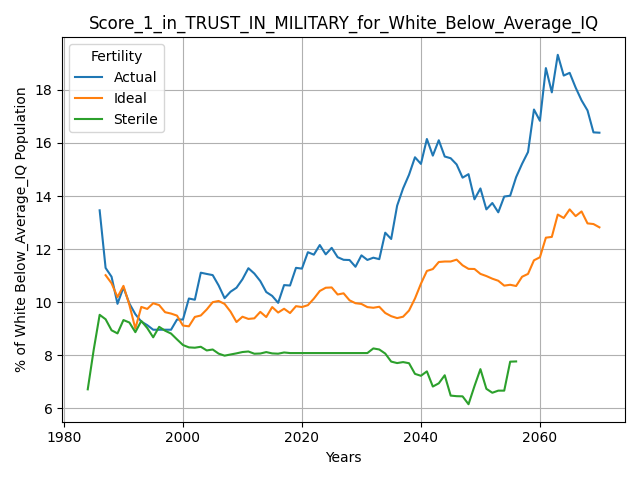 Score_1_in_TRUST_IN_MILITARY_for_White_Below_Average_IQ
Fertility
Actual
Ideal
Sterile
% of White Below_Average_IQ Population
18
16
14
12
10
8
6
1980 2000 2020 2040 2060
Years